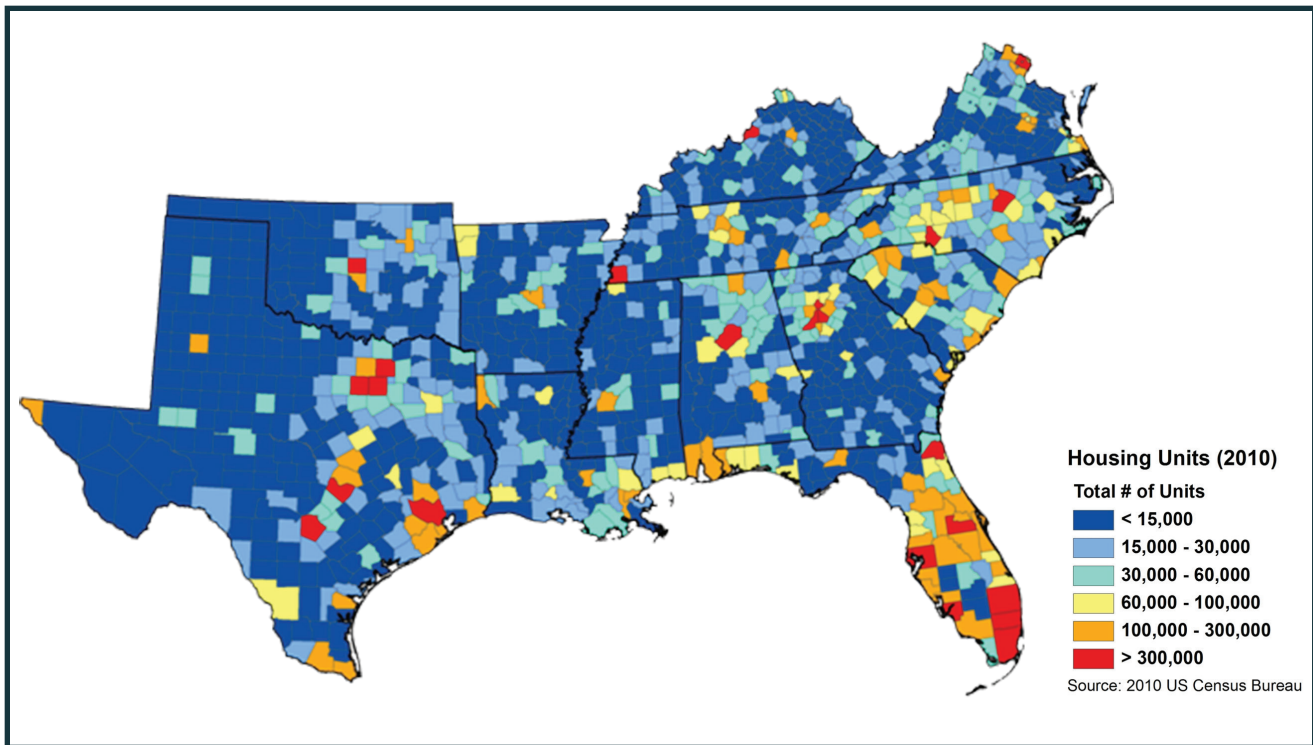 Housing Units (2010)
Total # of Units
< 15,000
15,000 - 30,000
30,000 - 60,000
60,000 - 100,000
100,000 - 300,000
> 300,000
Source: 2010 US Census Bureau